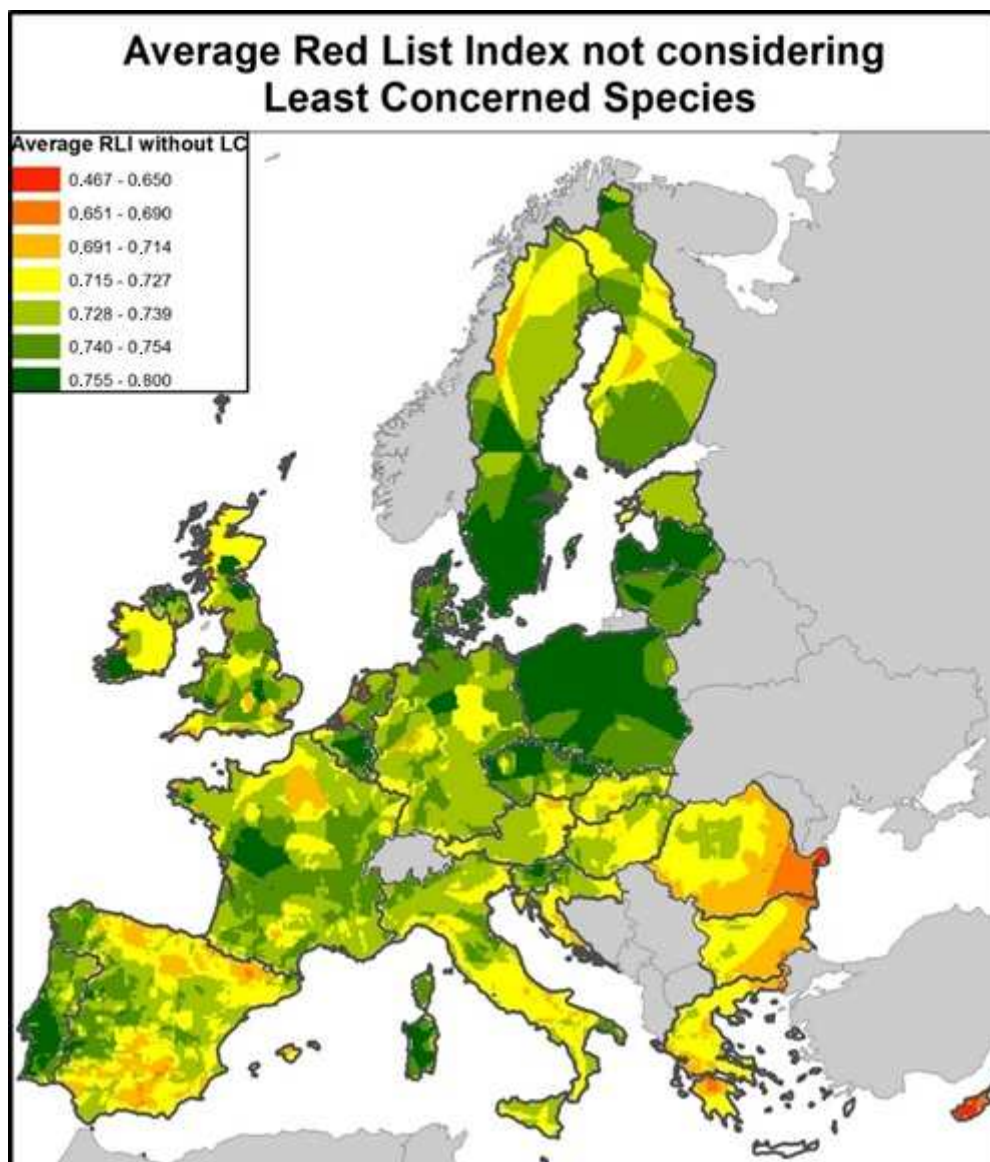 Average Red List Index not considering
Least Concerned Species
Average RLI without LC
0.467 - 0.650
0.651 - 0.690
0.691 - 0.714
0.715 - 0.727
0.728 - 0.739
0.740 - 0.754
0.755 - 0.800